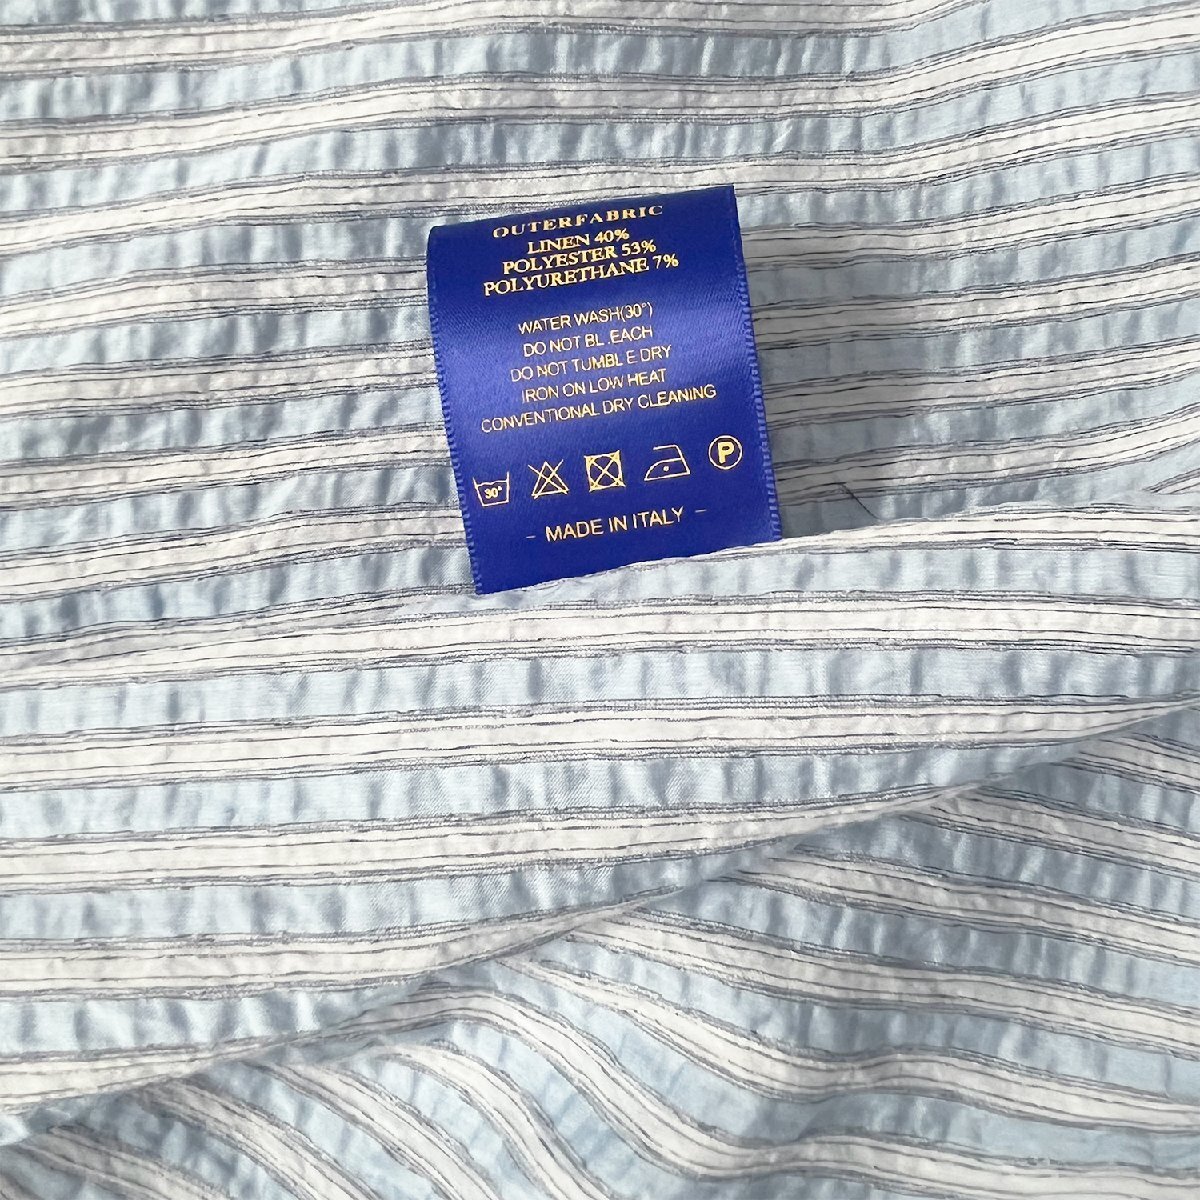 OUTERFABRIC
LINEN 40%
POLYESTER 53%
POLYURETHANE 7%
WATER WASH(30°)
DO NOT BL EACH
DO NOT TUMBL E DRY
IRON ON LOW HEAT
CONVENTIONAL DRY CLEANING
30° P
- MADE IN ITALY -